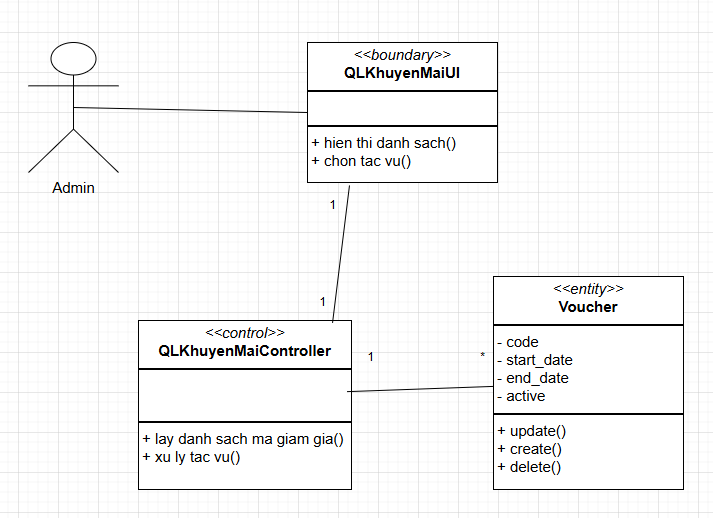 <<boundary>>
QLKhuyenMaiUI
+ hien thi danh sach()
+ chon tac vu()
Admin
1
1
<<control>>
QLKhuyenMaiController
+ lay danh sach ma giam gia()
+ xu ly tac vu()
1
*
<<entity>>
Voucher
- code
- start_date
- end_date
- active
+ update()
+ create()
+ delete()